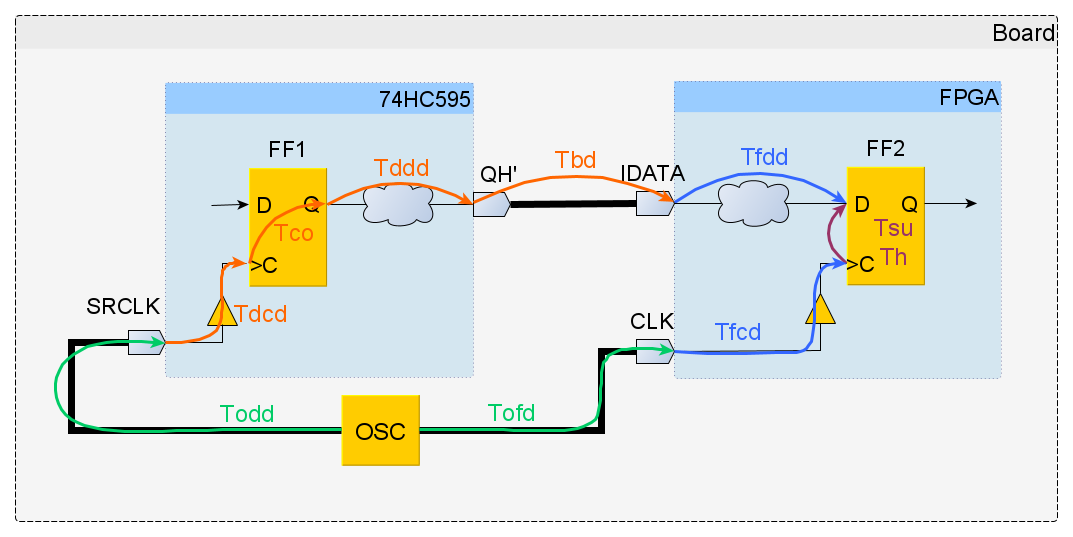 Board
74HC595
FPGA
FF1
FF2
Tddd
QH'
Tbd
IDATA
Tfdd
D
Q
D
Q
Tco
Tsu
>C
Th
>C
SRCLK
Tdcd
CLK
Tfcd
Todd
OSC
Tofd